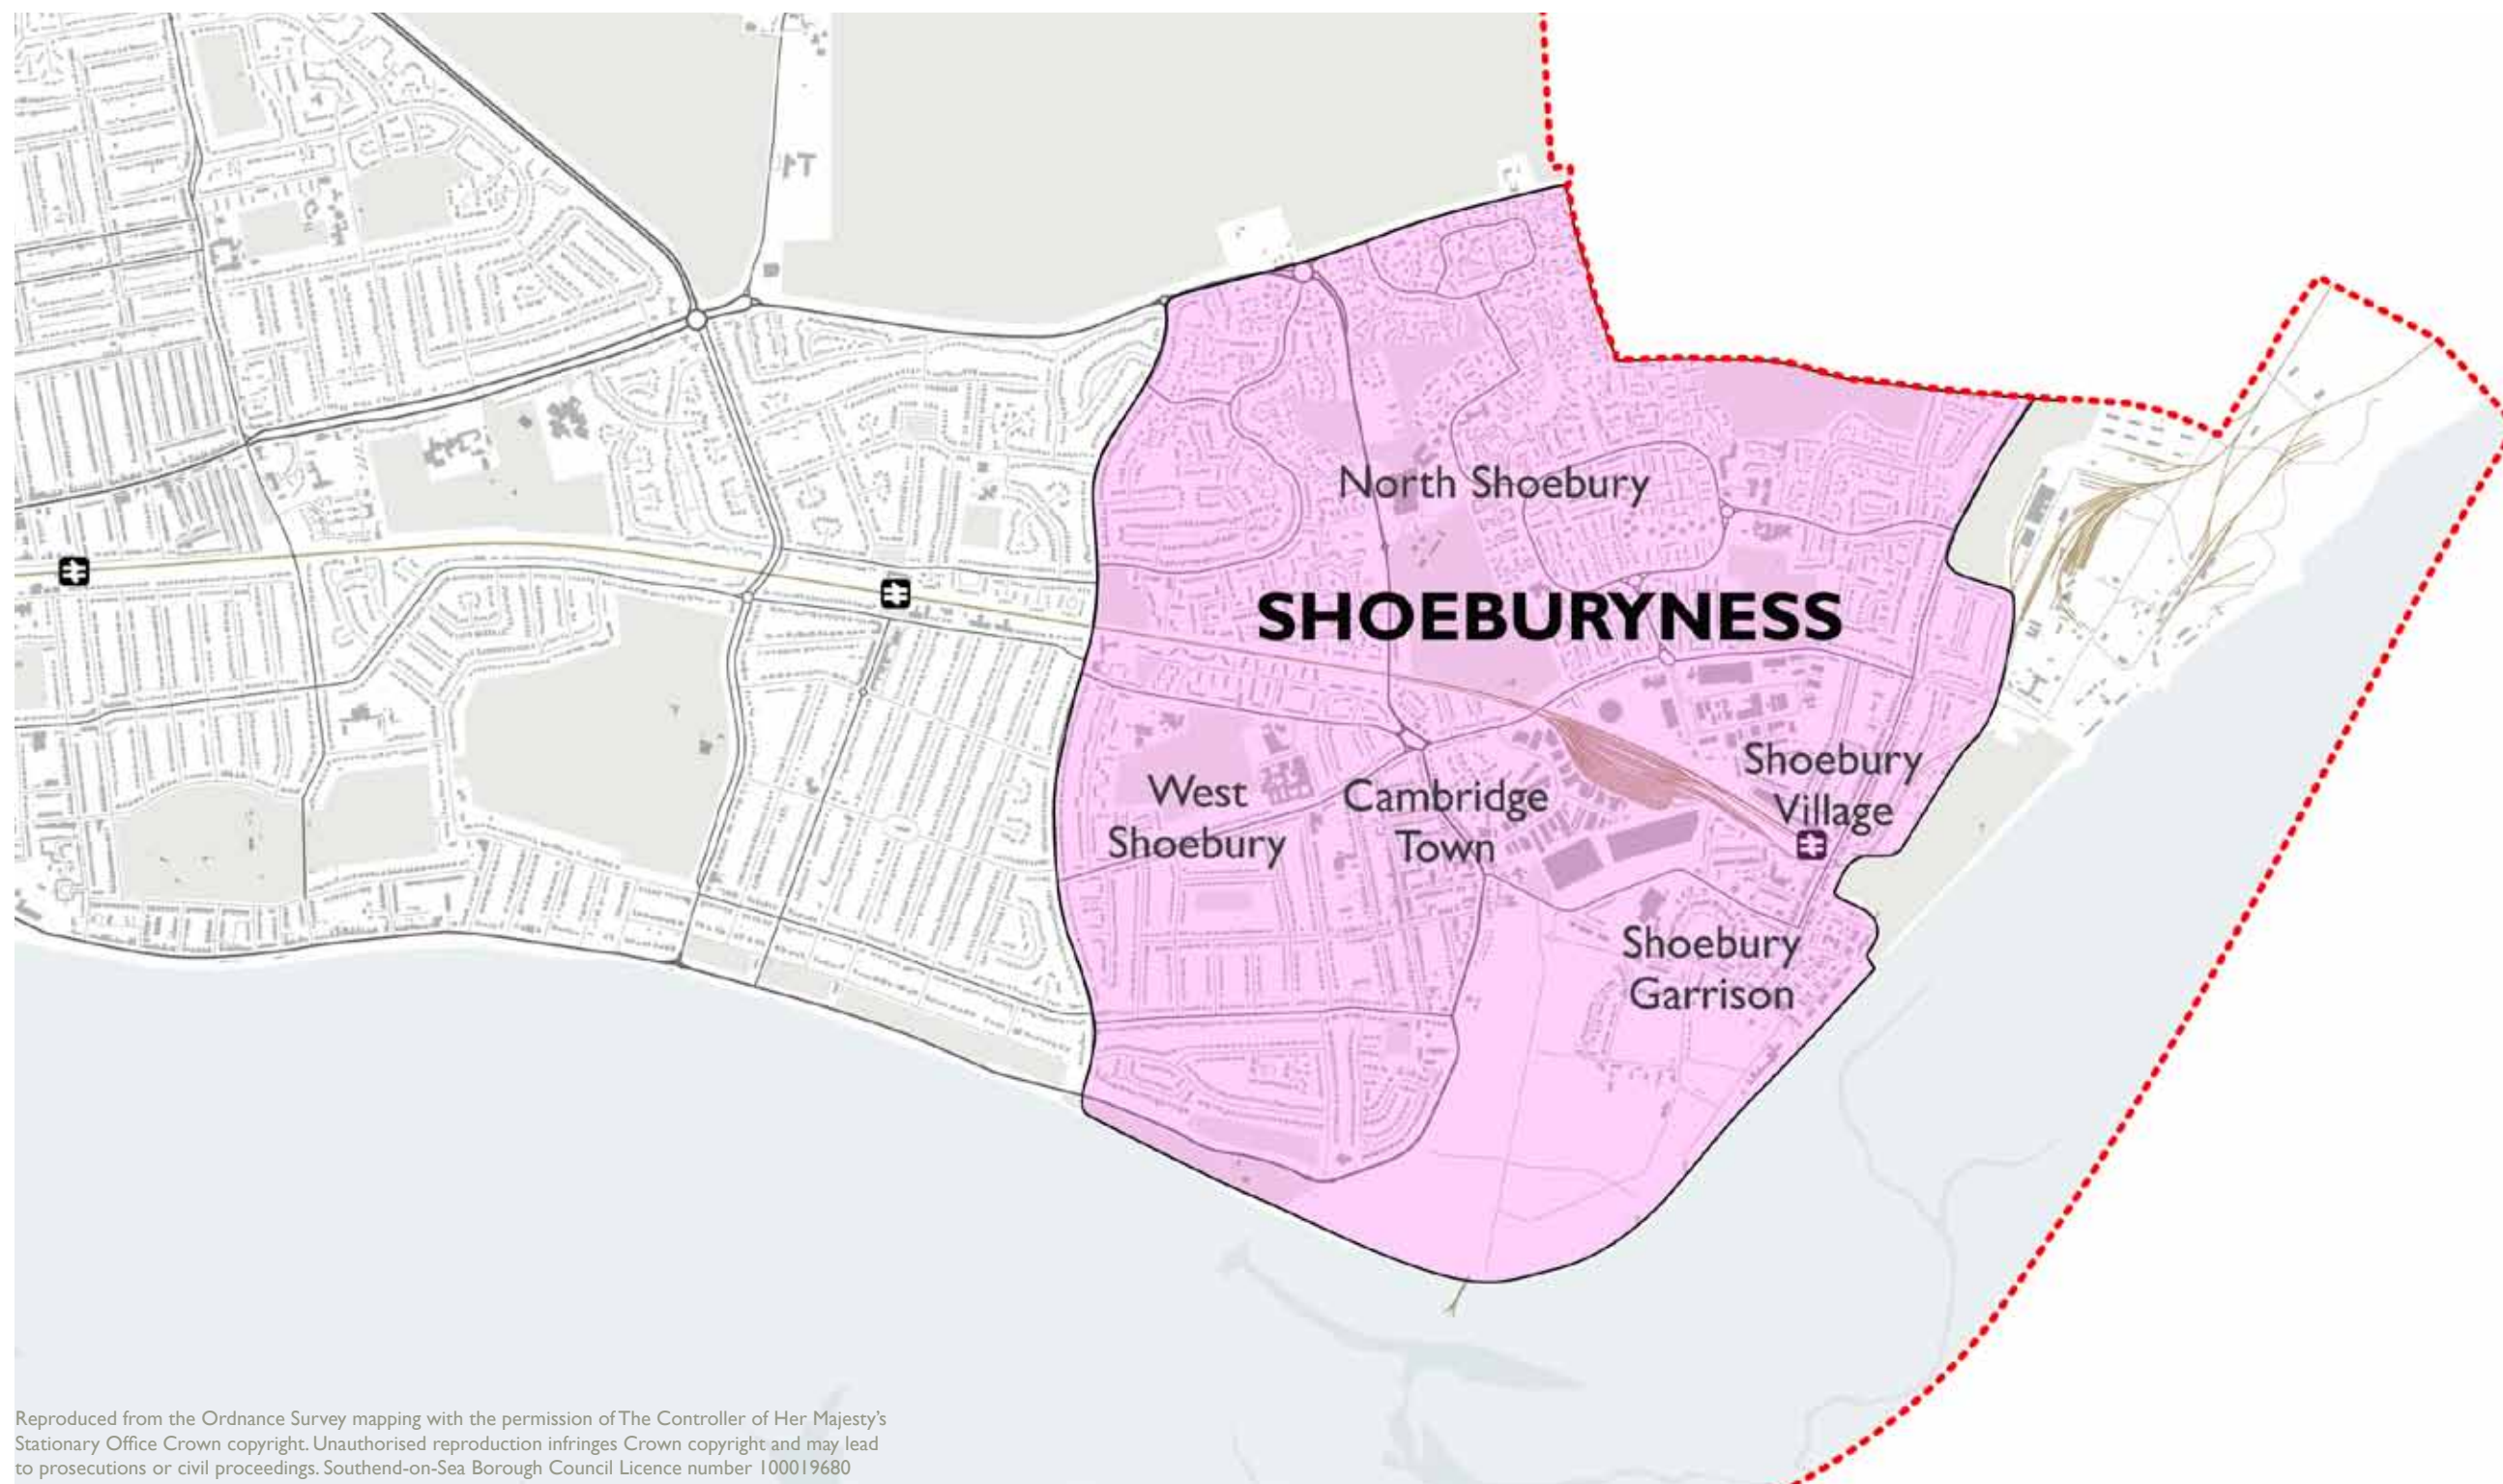 North Shoebury
SHOEBURYNESS
West
Shoebury
Cambridge
Town
Shoebury
Village
Shoebury
Garrison
Reproduced from the Ordnance Survey mapping with the permission of The Controller of Her Majesty's
Stationary Office Crown copyright. Unauthorised reproduction infringes Crown copyright and may lead
to prosecutions or civil proceedings. Southend-on-Sea Borough Council Licence number 100019680